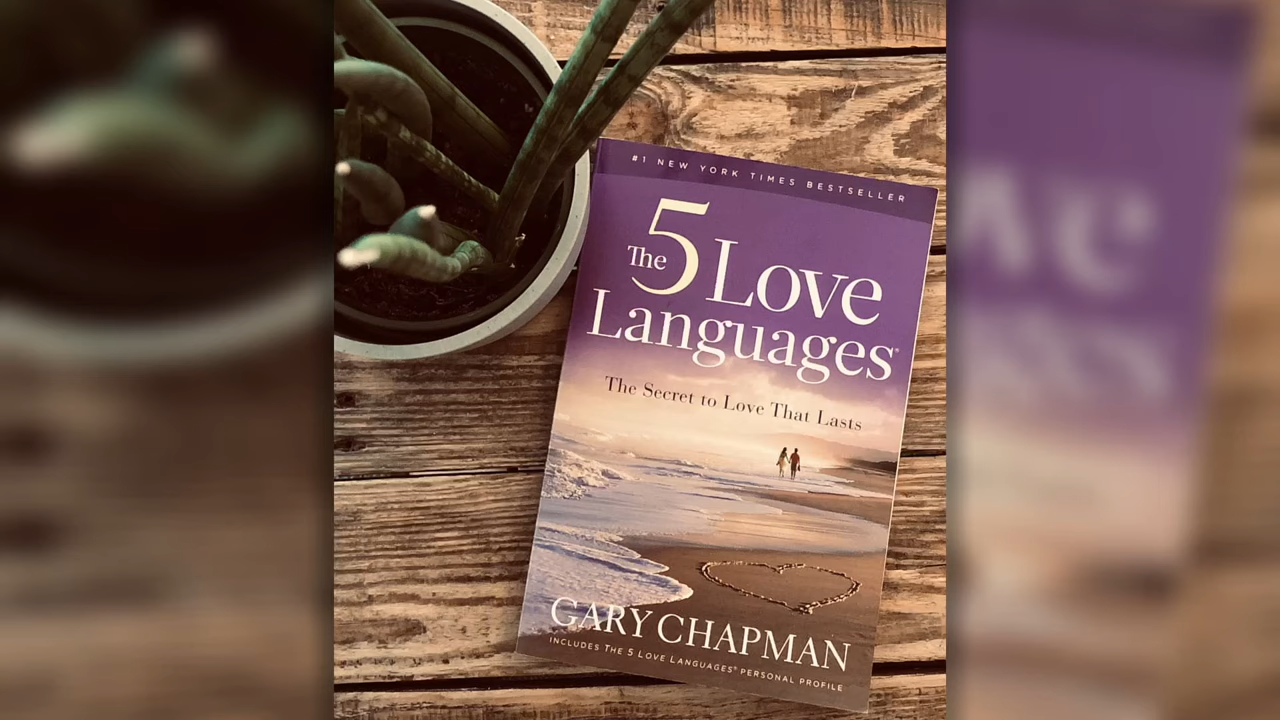 #1 NEW YORK TIMES BESTSELLER
The 5 Love
Languages®
The Secret to Love That Lasts
GARY CHAPMAN
INCLUDES THE 5 LOVE LANGUAGES® PERSONAL PROFILE